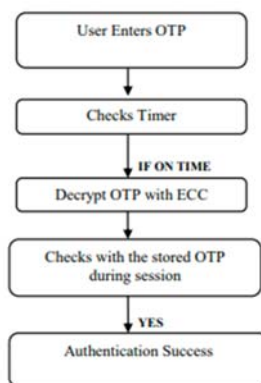 User Enters OTP
Checks Timer
IF ON TIME
Decrypt OTP with ECC
Checks with the stored OTP
during session
YES
Authentication Success